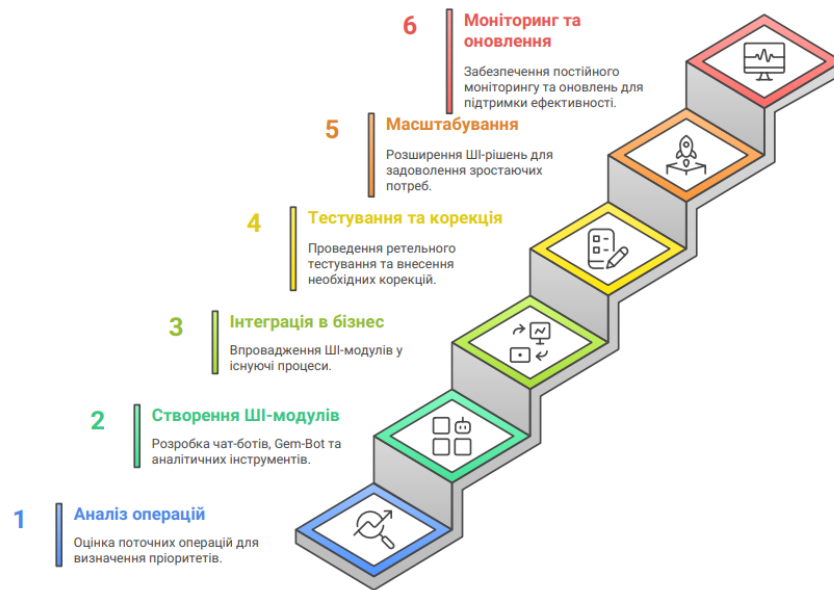 6
Моніторинг та
оновлення
Забезпечення постійного
моніторингу та оновлень для
підтримки ефективності.
5
Масштабування
Розширення ШІ-рішень для
задоволення зростаючих
потреб.
4
Тестування та корекція
Проведення ретельного
тестування та внесення
необхідних корекцій.
3
Інтеграція в бізнес
Впровадження ШІ-модулів у
існуючі процеси.
2
Створення ШІ-модулів
Розробка чат-ботів, Gem-Bot та
аналітичних інструментів.
1
Аналіз операцій
Оцінка поточних операцій для
визначення пріоритетів.